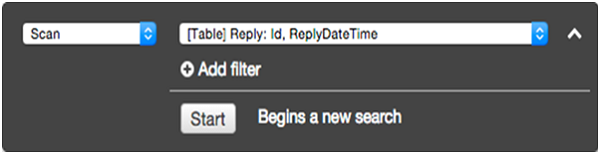 Scan [Table] Reply: Id, ReplyDateTime
Add filter
Start Begins a new search